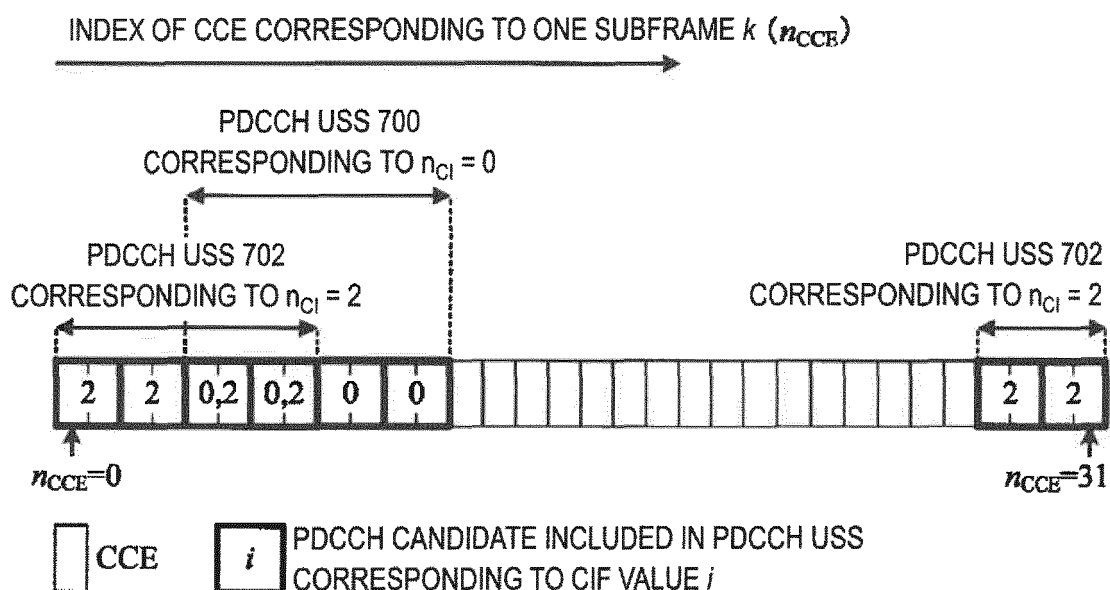 INDEX OF CCE CORRESPONDING TO ONE SUBFRAME k (nCCE)
PDCCH USS 700
CORRESPONDING TO nCI = 0
PDCCH USS 702
CORRESPONDING TO nCI = 2
PDCCH USS 702
CORRESPONDING TO nCI = 2
2 2 0,2 0,2 0 0 2 2
nCCE=0
nCCE=31
CCE
i
PDCCH CANDIDATE INCLUDED IN PDCCH USS
CORRESPONDING TO CIF VALUE i